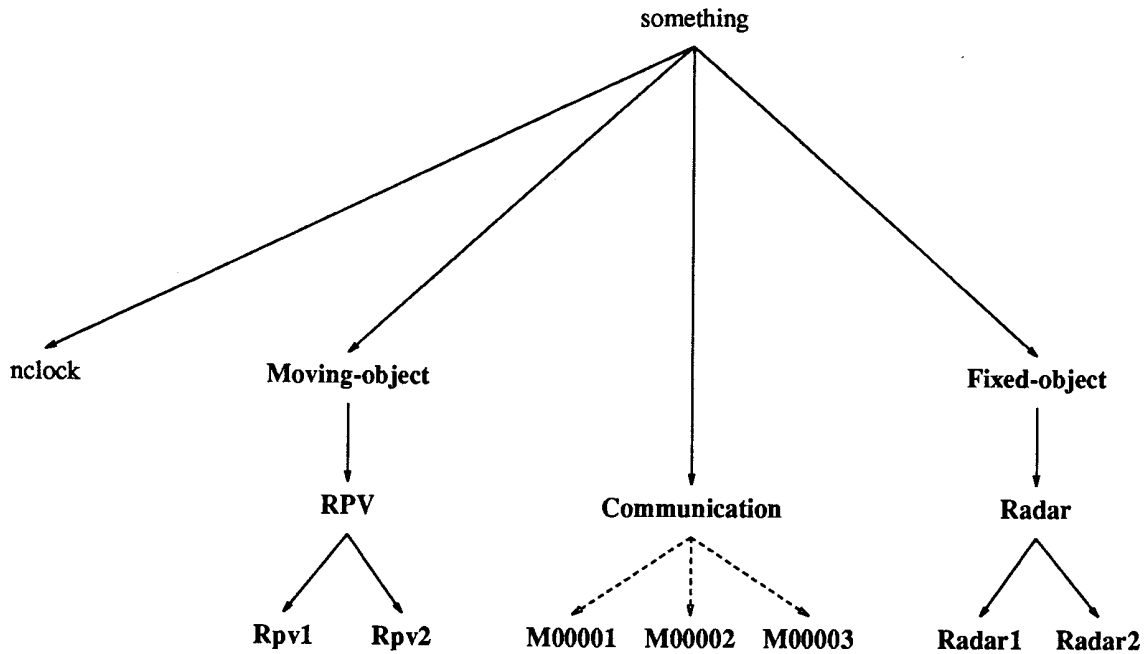 something
nclock
Moving-object
Fixed-object
RPV
Communication
Radar
Rpv1 Rpv2 M00001 M00002 M00003 Radar1 Radar2